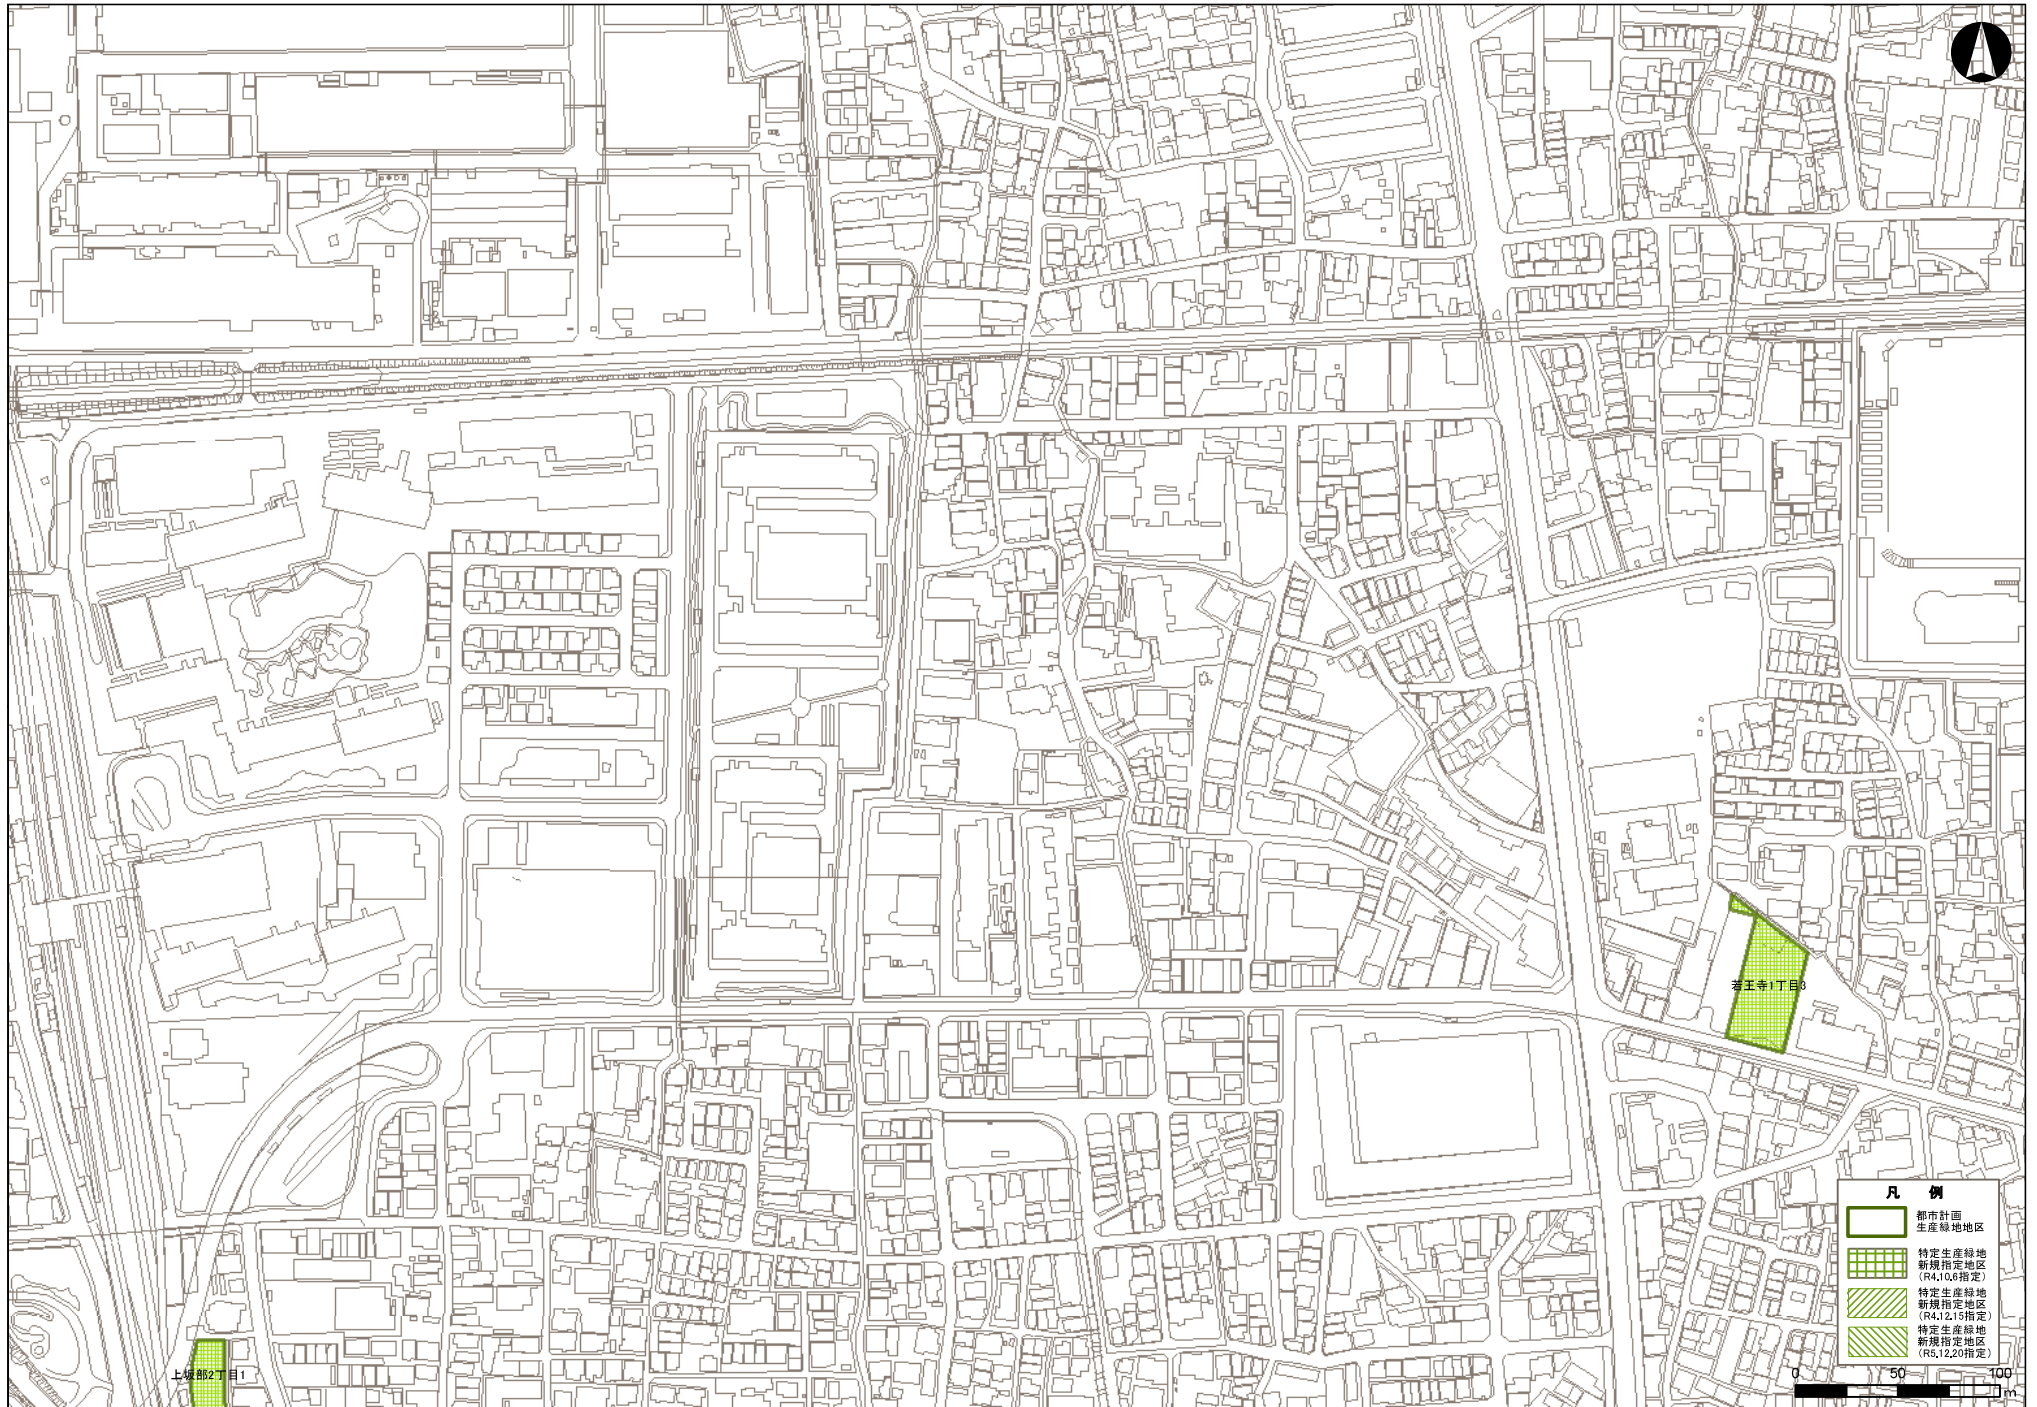 若王寺1丁目3
上坂部2丁目1
凡 例
都市計画
生産緑地地区
特定生産緑地
新規指定地区
(R4.10.6指定)
特定生産緑地
新規指定地区
(R4.12.15指定)
特定生産緑地
新規指定地区
(R5.12.20指定)
0 50 100
m